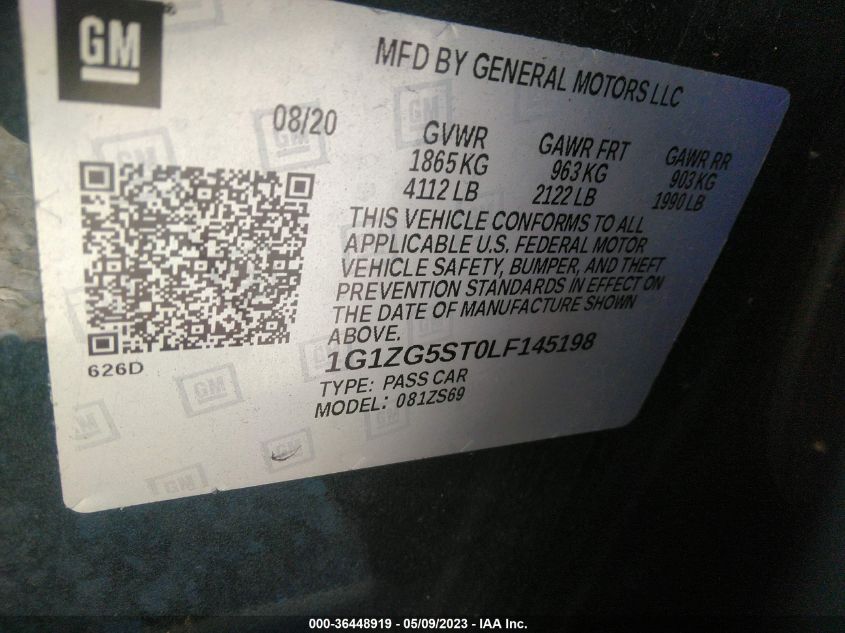 GM
MFD BY GENERAL MOTORS LLC
08/20
GVWR
1865 KG
4112 LB
GAWR FRT
963 KG
2122 LB
GAWR RR
903 KG
1990 LB
THIS VEHICLE CONFORMS TO ALL
APPLICABLE U.S. FEDERAL MOTOR
VEHICLE SAFETY, BUMPER, AND THEFT
PREVENTION STANDARDS IN EFFECT ON
THE DATE OF MANUFACTURE SHOWN
ABOVE.
1G1ZG5ST0LF145198
TYPE: PASS CAR
MODEL: 081ZS69
626D
000-36448919 - 05/09/2023 - IAA Inc.